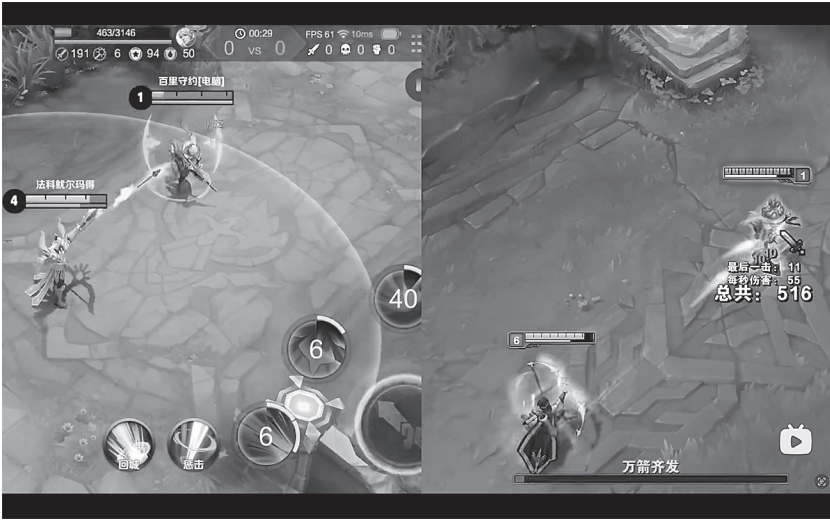 463/3146
00:29
FPS 61
10ms
191
6
94
50
0 VS 0
0
0
0
百里守约[电脑]
1
法科鱿尔玛得
4
40
6
6
回城
惩击
1
最后一击: 11
每秒伤害: 55
总共: 516
6
万箭齐发